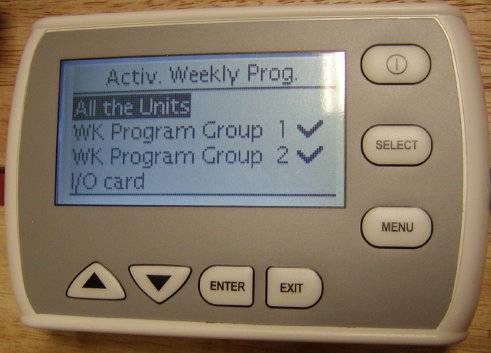 Activ. Weekly Prog.
All the Units
WK Program Group 1 ✓
WK Program Group 2 ✓
I/O card
SELECT
MENU
ENTER
EXIT